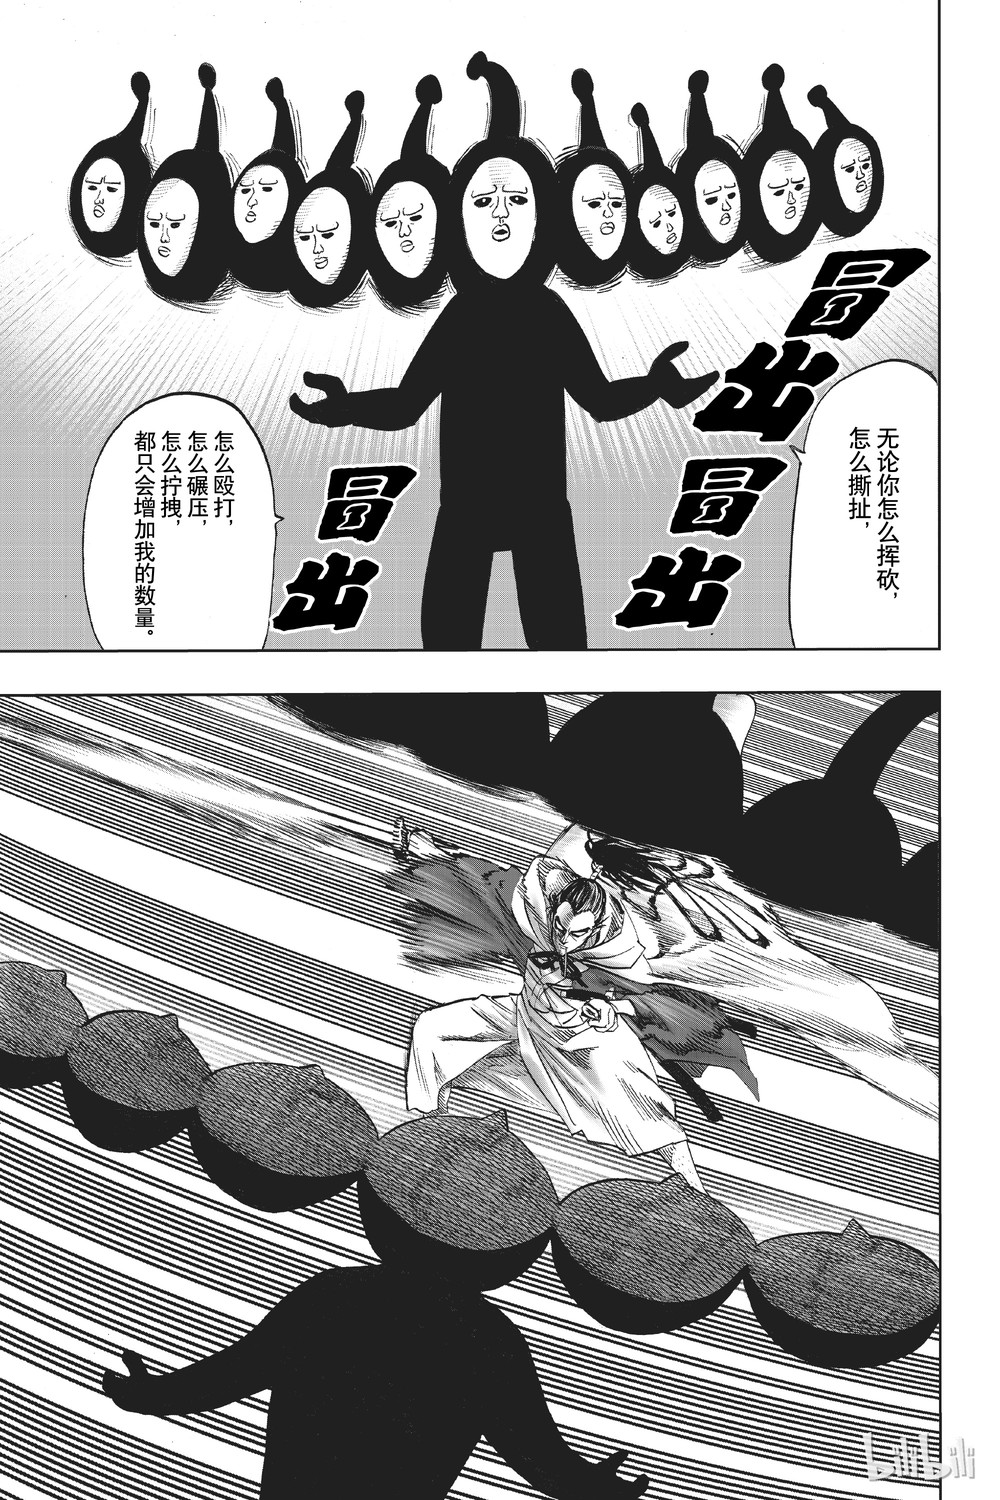 冒出
无论你怎么挥砍，
怎么撕扯，
冒出
冒出
怎么殴打，
怎么碾压，
怎么拧拽，
都只会增加我的数量。
bilibili